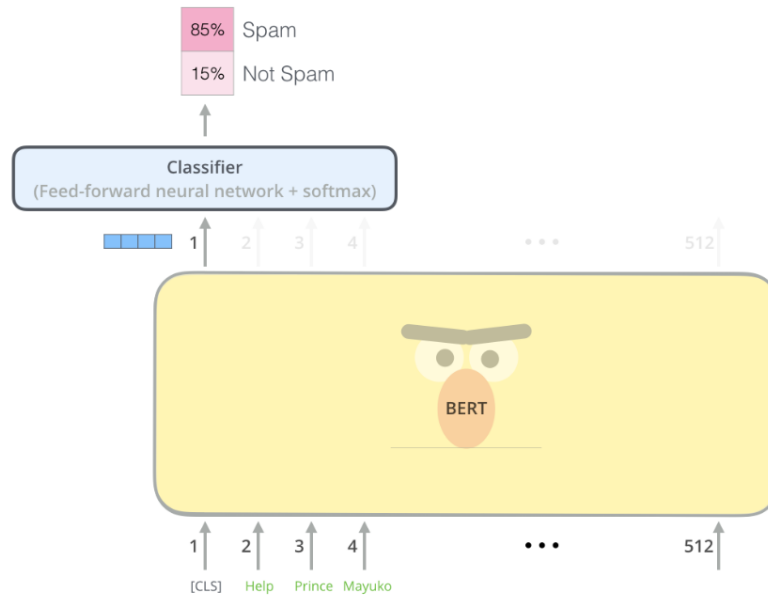 85% Spam
15% Not Spam
Classifier
(Feed-forward neural network + softmax)
1 2 3 4 ••• 512
BERT
1 2 3 4 ••• 512
[CLS] Help Prince Mayuko